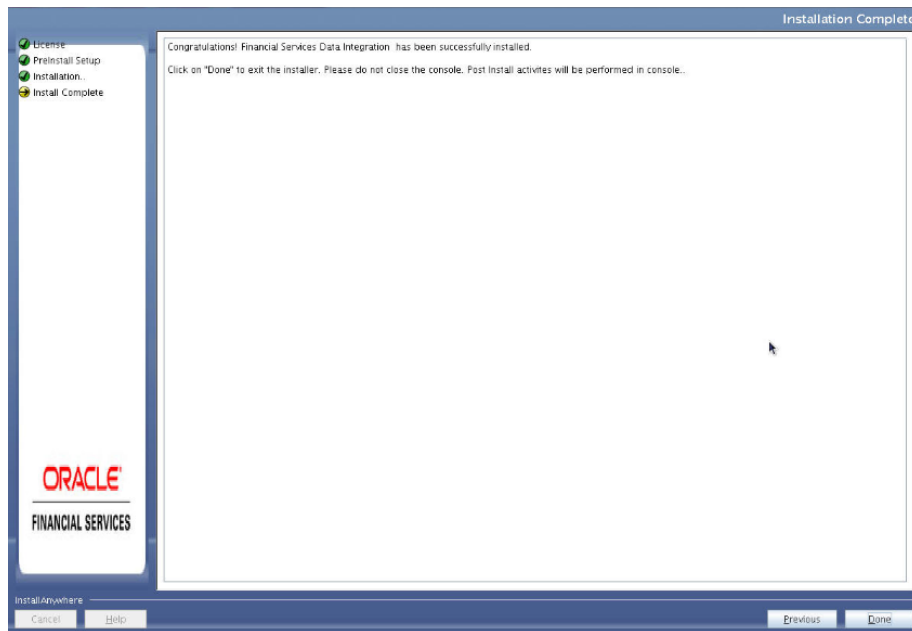 Installation Complete
License
PreInstall Setup
Installation..
Install Complete
Congratulations! Financial Services Data Integration has been successfully installed.
Click on "Done" to exit the installer. Please do not close the console. Post Install activites will be performed in console..
ORACLE
FINANCIAL SERVICES
InstallAnywhere
Cancel
Help
Previous
Done